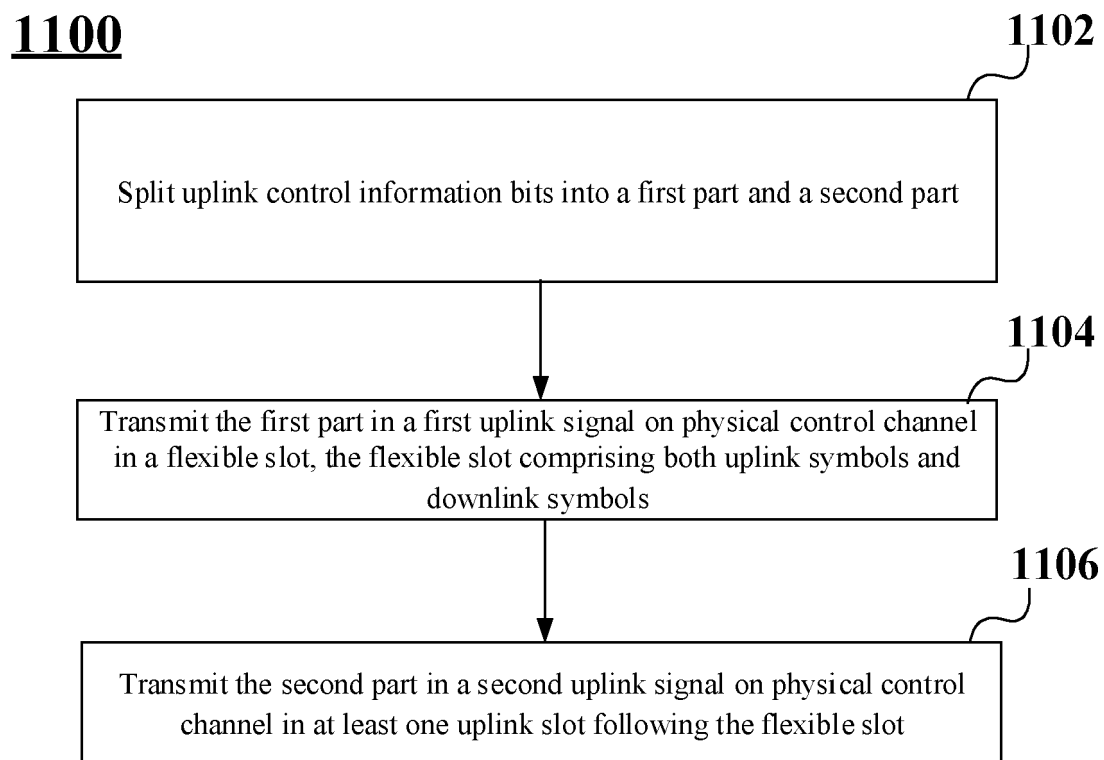 1100
1102
Split uplink control information bits into a first part and a second part
1104
Transmit the first part in a first uplink signal on physical control channel
in a flexible slot, the flexible slot comprising both uplink symbols and
downlink symbols
1106
Transmit the second part in a second uplink signal on physical control
channel in at least one uplink slot following the flexible slot